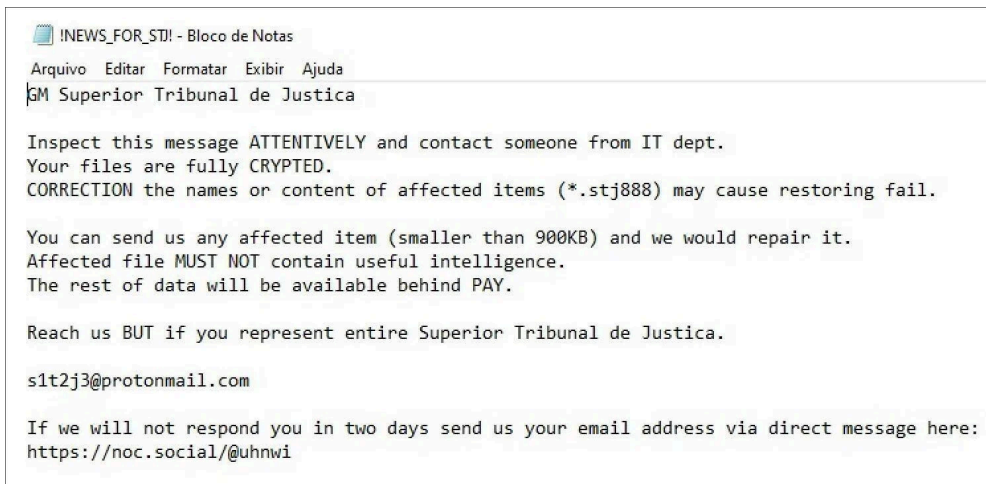 !NEWS_FOR_STJ! - Bloco de Notas
Arquivo Editar Formatar Exibir Ajuda
GM Superior Tribunal de Justica
Inspect this message ATTENTIVELY and contact someone from IT dept.
Your files are fully CRYPTED.
CORRECTION the names or content of affected items (*.stj888) may cause restoring fail.
You can send us any affected item (smaller than 900KB) and we would repair it.
Affected file MUST NOT contain useful intelligence.
The rest of data will be available behind PAY.
Reach us BUT if you represent entire Superior Tribunal de Justica.
s1t2j3@protonmail.com
If we will not respond you in two days send us your email address via direct message here:
https://noc.social/@uhnwi